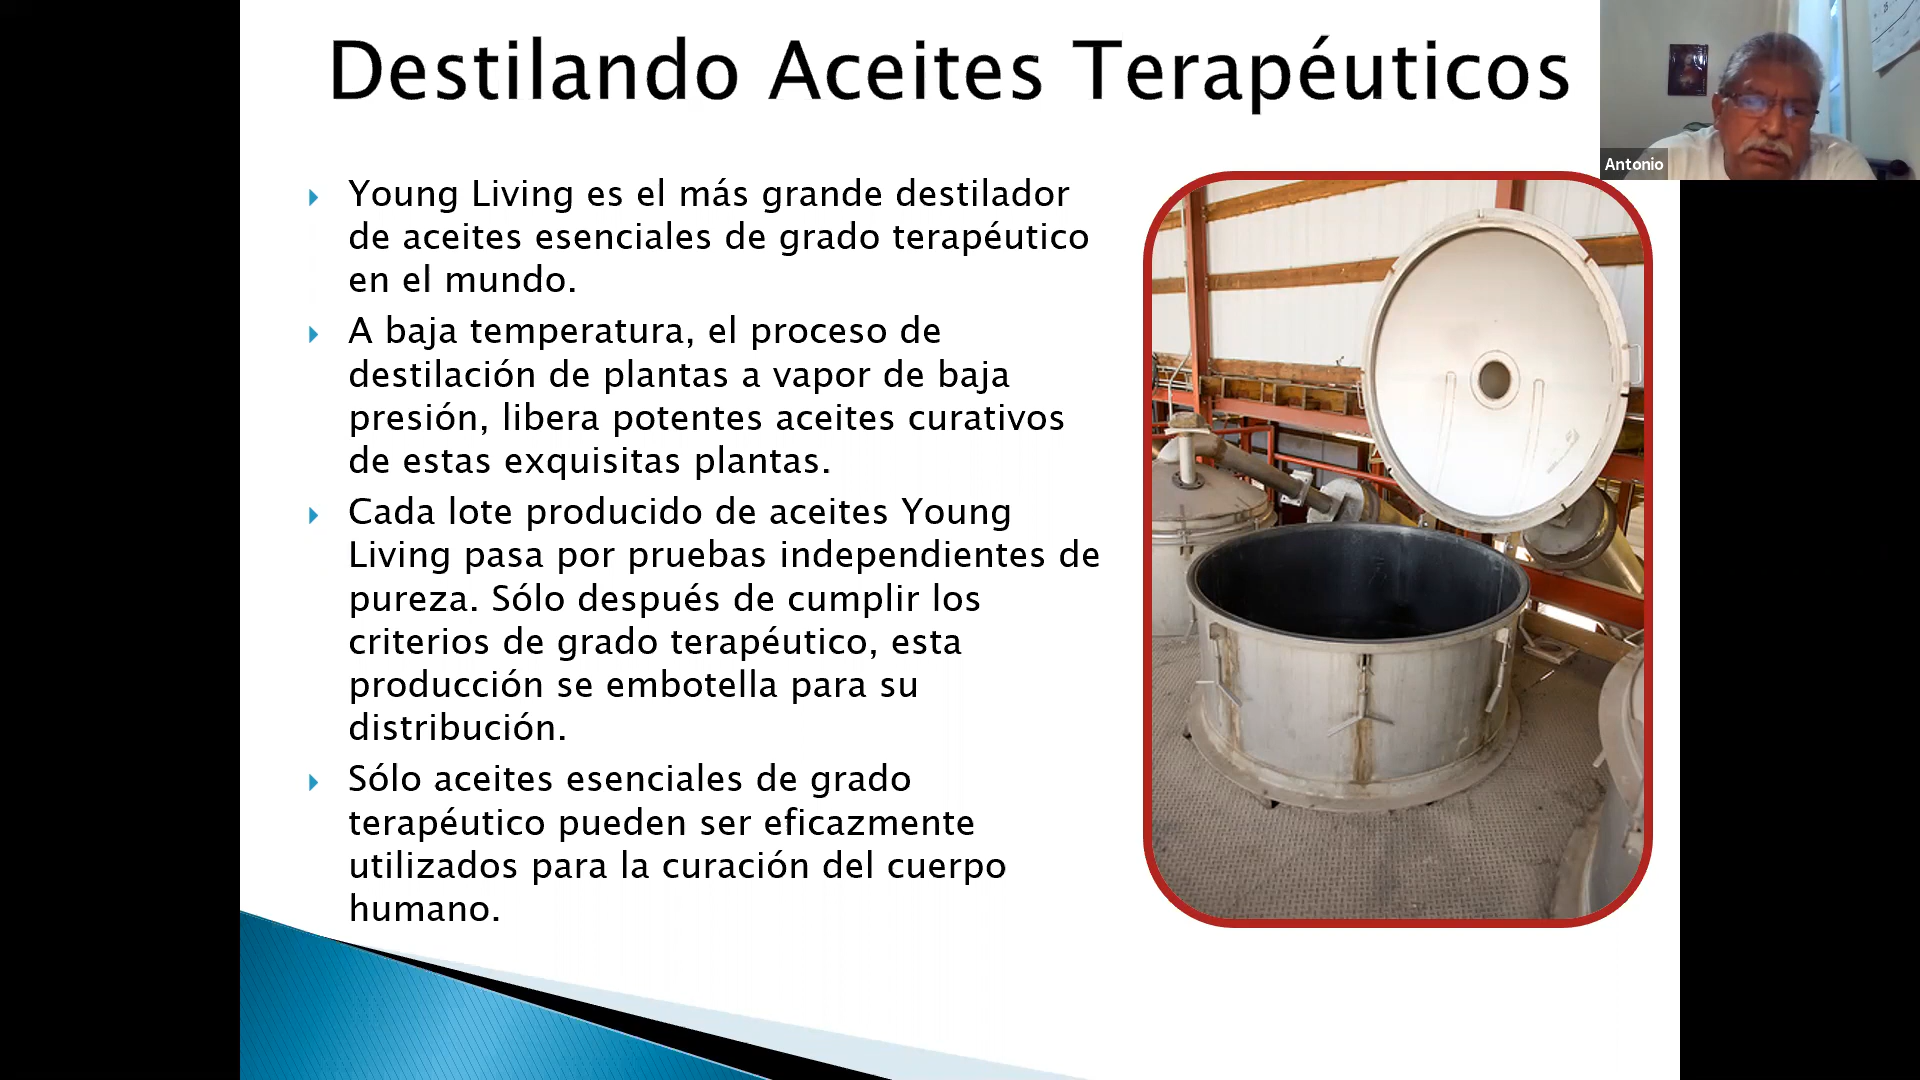 Destilando Aceites Terapéuticos
Antonio
Young Living es el más grande destilador
de aceites esenciales de grado terapéutico
en el mundo.
A baja temperatura, el proceso de
destilación de plantas a vapor de baja
presión, libera potentes aceites curativos
de estas exquisitas plantas.
Cada lote producido de aceites Young
Living pasa por pruebas independientes de
pureza. Sólo después de cumplir los
criterios de grado terapéutico, esta
producción se embotella para su
distribución.
Sólo aceites esenciales de grado
terapéutico pueden ser eficazmente
utilizados para la curación del cuerpo
humano.